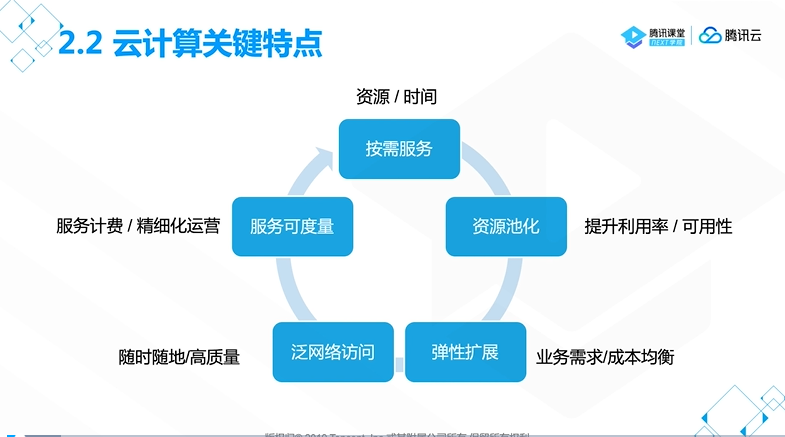 2.2 云计算关键特点
腾讯课堂
NEXT学院
腾讯云
资源 / 时间
按需服务
服务计费 / 精细化运营
服务可度量
资源池化
提升利用率 / 可用性
随时随地/高质量
泛网络访问
弹性扩展
业务需求/成本均衡